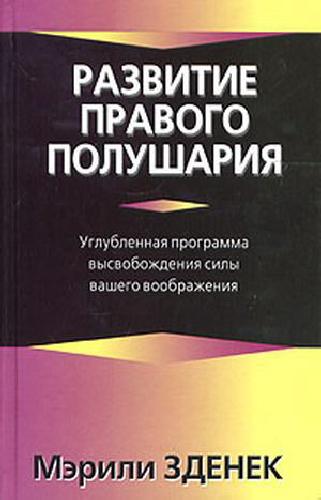 РАЗВИТИЕ
ПРАВОГО
ПОЛУШАРИЯ
Углубленная программа
высвобождения силы
вашего воображения
Мэрили ЗДЕНЕК